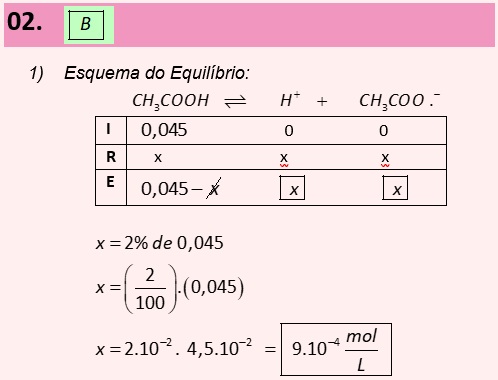 02. B
1) Esquema do Equilíbrio:
CH₃COOH ⇌ H⁺ + CH₃COO .⁻
I 0,045 0 0
R x x x
E 0,045 – x x x
x = 2% de 0,045
x = (2/100).(0,045)
x = 2.10⁻² . 4,5.10⁻² = 9.10⁻⁴ mol/L